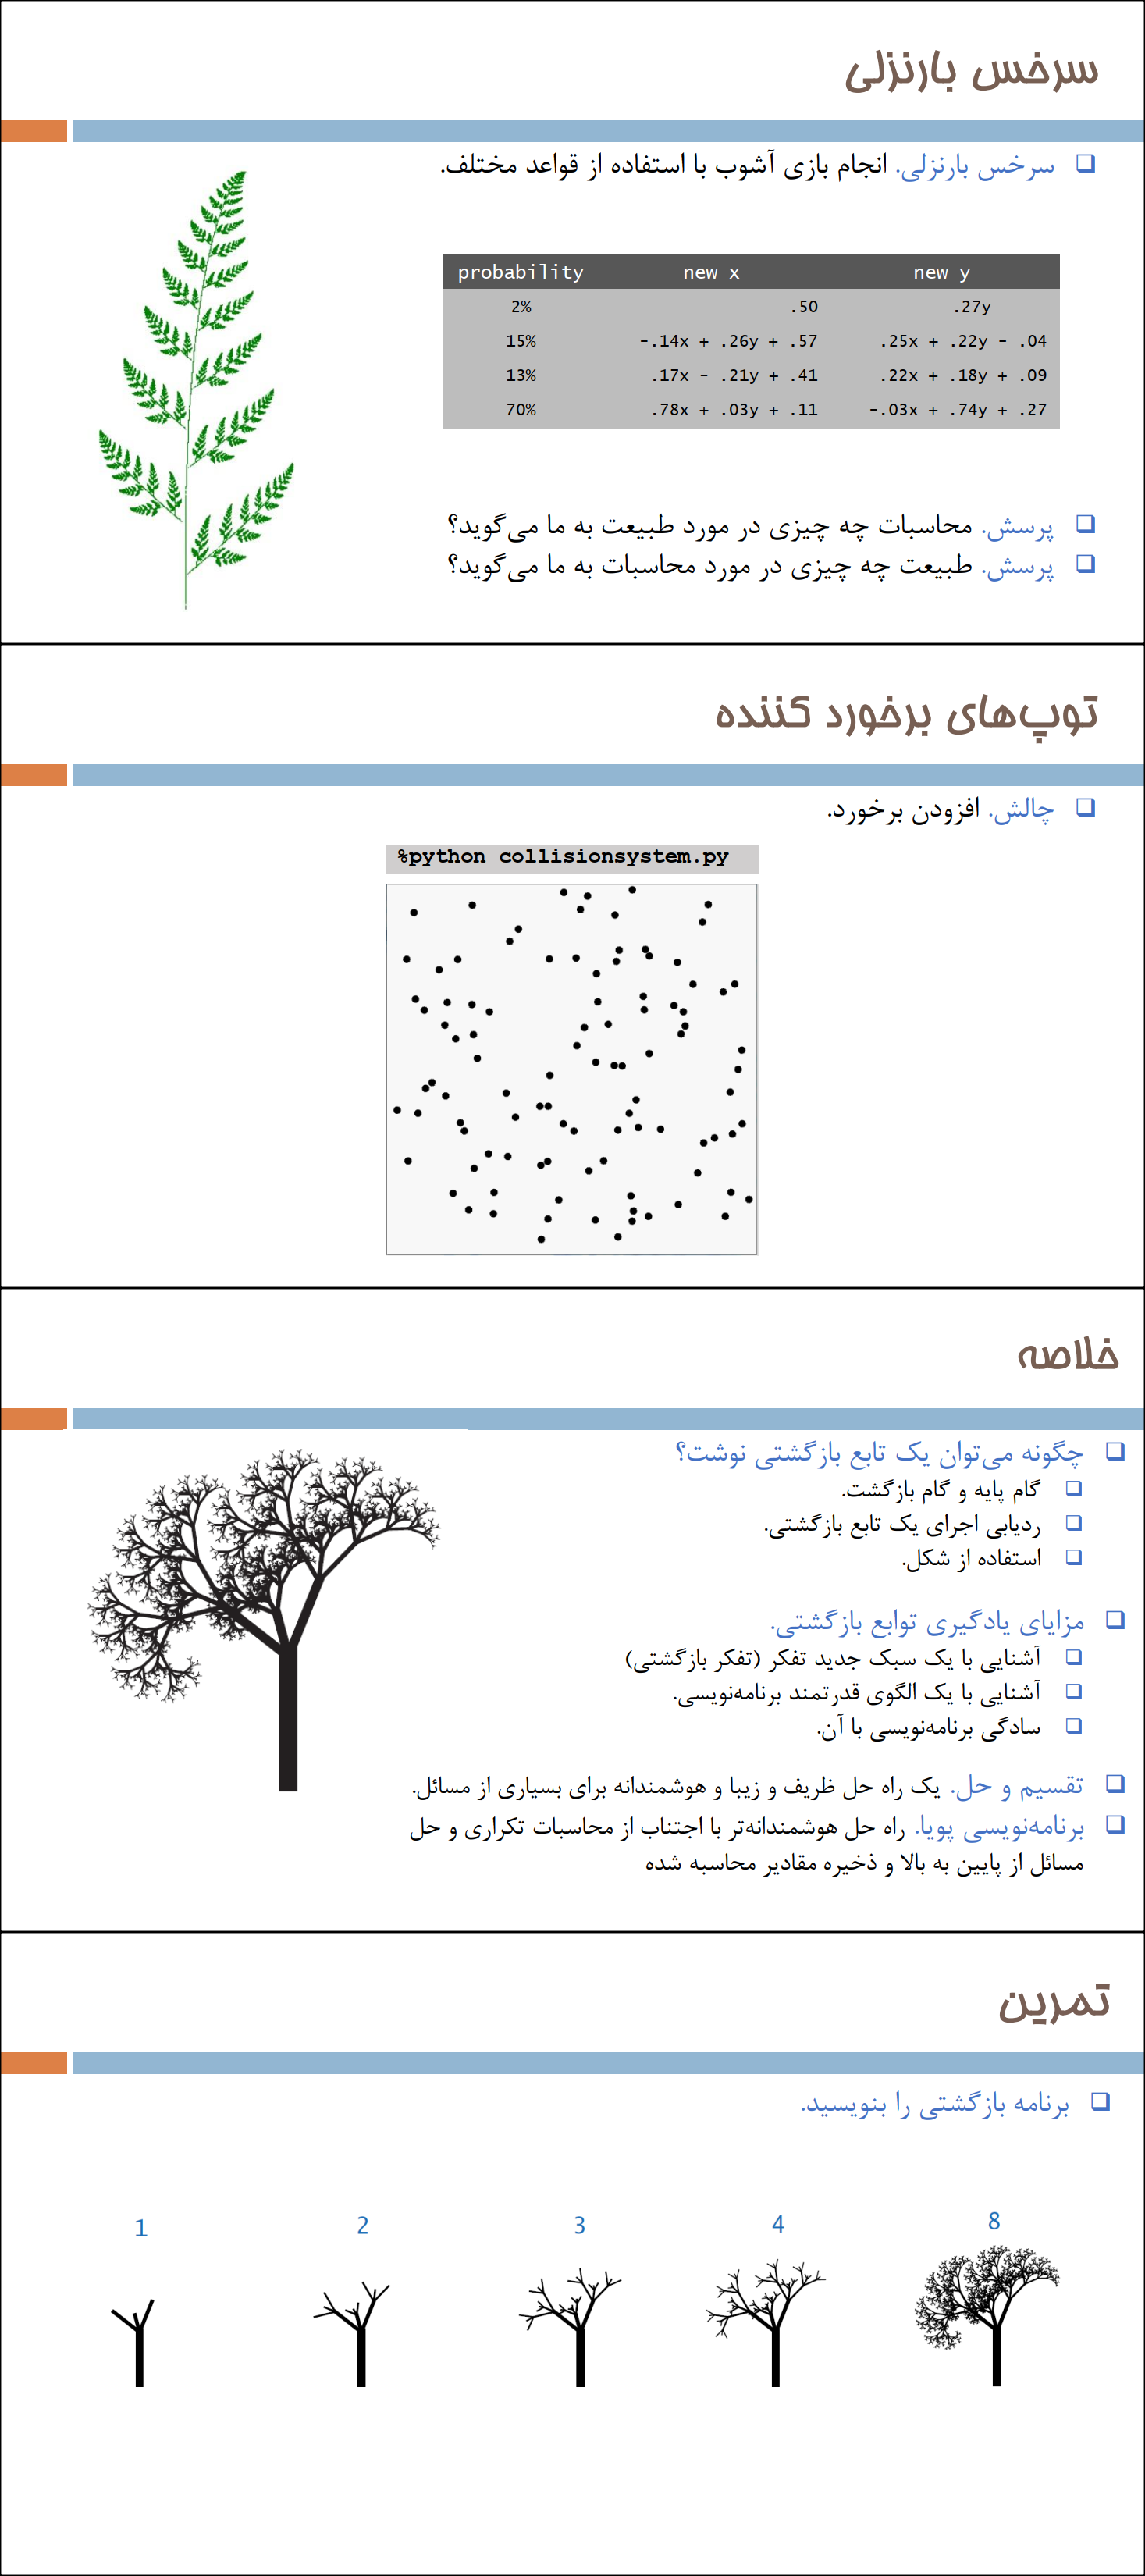 سرخس بارنزلی
سرخس بارنزلی. انجام بازی آشوب با استفاده از قواعد مختلف.
probability new x new y
2% .50 .27y
15% -.14x + .26y + .57 .25x + .22y - .04
13% .17x - .21y + .41 .22x + .18y + .09
70% .78x + .03y + .11 -.03x + .74y + .27
پرسش. محاسبات چه چیزی در مورد طبیعت به ما می‌گوید؟
پرسش. طبیعت چه چیزی در مورد محاسبات به ما می‌گوید؟
توپ‌های برخورد کننده
چالش. افزودن برخورد.
%python collisionsystem.py
خلاصه
چگونه می‌توان یک تابع بازگشتی نوشت؟
گام پایه و گام بازگشت.
ردیابی اجرای یک تابع بازگشتی.
استفاده از شکل.
مزایای یادگیری توابع بازگشتی.
آشنایی با یک سبک جدید تفکر (تفکر بازگشتی)
آشنایی با یک الگوی قدرتمند برنامه‌نویسی.
سادگی برنامه‌نویسی با آن.
تقسیم و حل. یک راه حل ظریف و زیبا و هوشمندانه برای بسیاری از مسائل.
برنامه‌نویسی پویا. راه حل هوشمندانه‌تر با اجتناب از محاسبات تکراری و حل
مسائل از پایین به بالا و ذخیره مقادیر محاسبه شده
تمرین
برنامه بازگشتی را بنویسید.
1 2 3 4 8